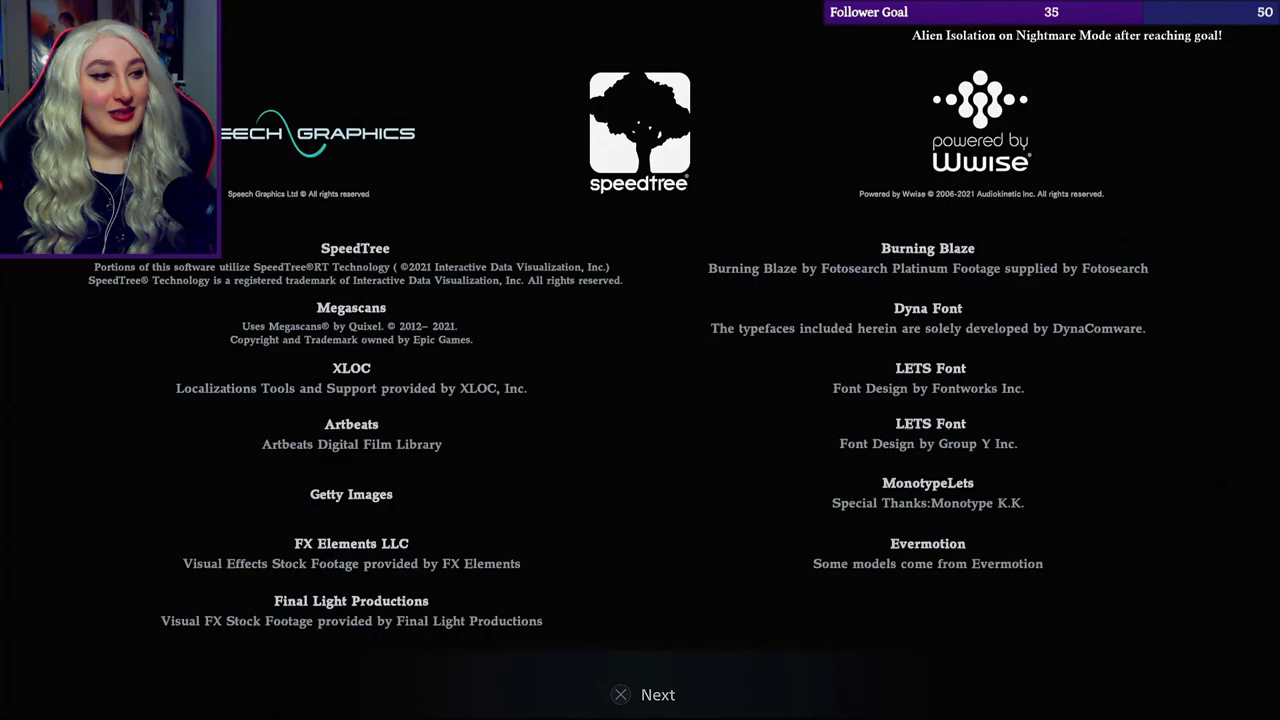 Follower Goal 35 50
Alien Isolation on Nightmare Mode after reaching goal!
GRAPHICS
Speech Graphics Ltd © All rights reserved
speedtree®
powered by
Wwise®
Powered by Wwise © 2006-2021 Audiokinetic Inc. All rights reserved.
SpeedTree
Portions of this software utilize SpeedTree®RT Technology ( ©2021 Interactive Data Visualization, Inc.)
SpeedTree® Technology is a registered trademark of Interactive Data Visualization, Inc. All rights reserved.
Megascans
Uses Megascans® by Quixel. © 2012– 2021.
Copyright and Trademark owned by Epic Games.
XLOC
Localizations Tools and Support provided by XLOC, Inc.
Artbeats
Artbeats Digital Film Library
Getty Images
FX Elements LLC
Visual Effects Stock Footage provided by FX Elements
Final Light Productions
Visual FX Stock Footage provided by Final Light Productions
Burning Blaze
Burning Blaze by Fotosearch Platinum Footage supplied by Fotosearch
Dyna Font
The typefaces included herein are solely developed by DynaComware.
LETS Font
Font Design by Fontworks Inc.
LETS Font
Font Design by Group Y Inc.
MonotypeLets
Special Thanks:Monotype K.K.
Evermotion
Some models come from Evermotion
Next